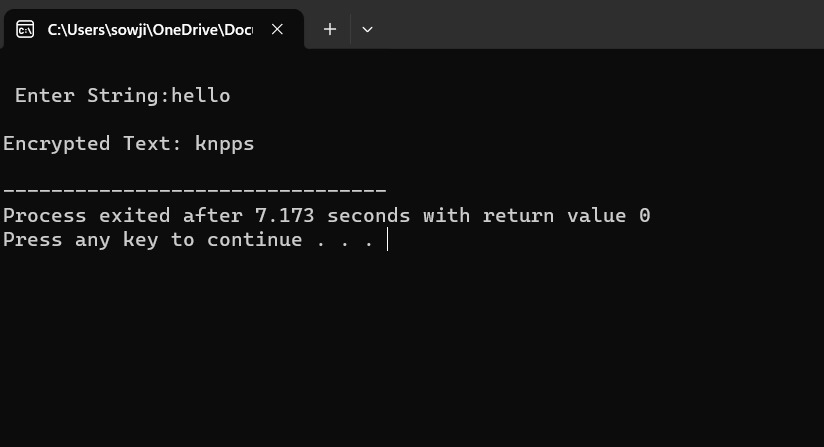 C:\Users\sowji\OneDrive\Docu
Enter String:hello
Encrypted Text: knpps
--------------------------------
Process exited after 7.173 seconds with return value 0
Press any key to continue . . .